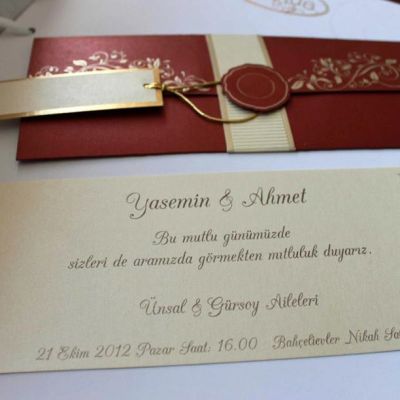 Yasemin & Ahmet
Bu mutlu günümüzde
sizleri de aramızda görmekten mutluluk duyarız.
Ünsal & Gürsoy Aileleri
21 Ekim 2012 Pazar Saat: 16.00 Bahçelievler Nikah